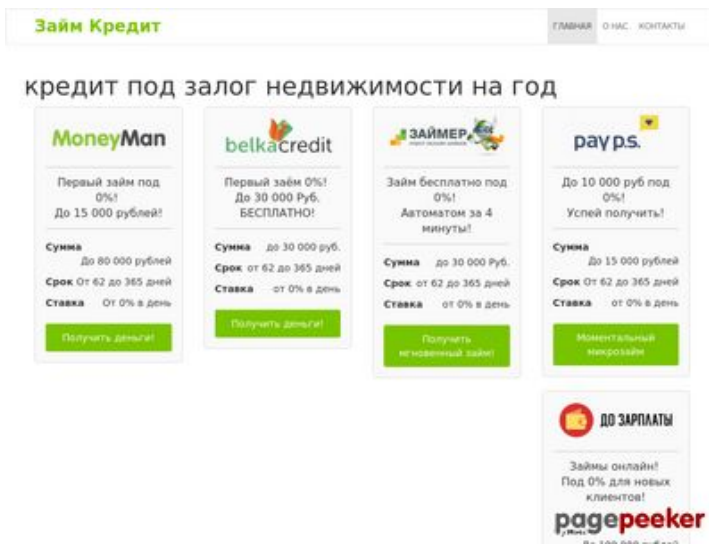 Займ Кредит
ГЛАВНАЯ О НАС КОНТАКТЫ
кредит под залог недвижимости на год
MoneyMan
Первый займ под
0%!
До 15 000 рублей!
Сумма
До 80 000 рублей
Срок От 62 до 365 дней
Ставка От 0% в день
Получить деньги!
belkacredit
Первый заём 0%!
До 30 000 Руб.
БЕСПЛАТНО!
Сумма до 30 000 руб.
Срок от 62 до 365 дней
Ставка от 0% в день
Получить деньги!
ЗАЙМЕР
Займ бесплатно под
0%!
Автоматом за 4
минуты!
Сумма до 30 000 Руб.
Срок от 62 до 365 дней
Ставка от 0% в день
Получить
мгновенный займ!
pay p.s.
До 10 000 руб под
0%!
Успей получить!
Сумма
До 15 000 рублей
Срок От 62 до 365 дней
Ставка От 0% в день
Моментальный
микрозайм
ДО ЗАРПЛАТЫ
Займы онлайн!
Под 0% для новых
клиентов!
pagepeeker
До 100 000 рублей